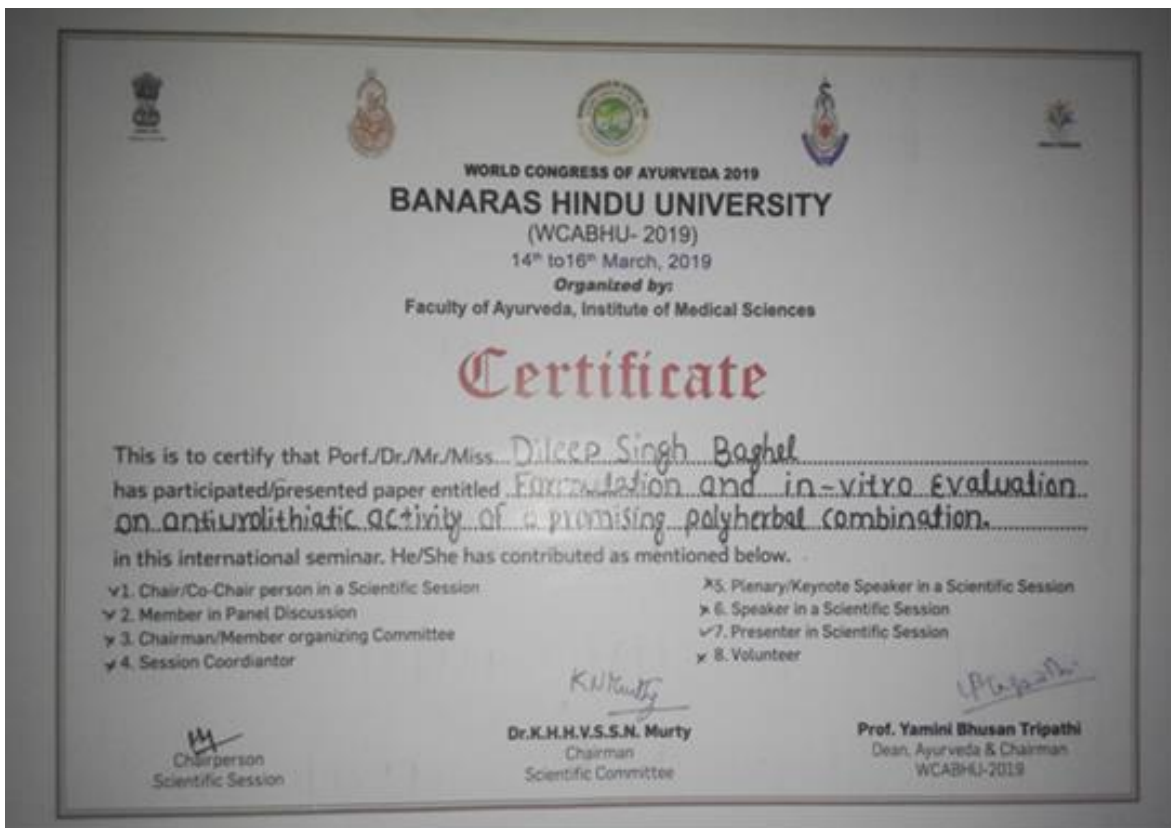 WORLD CONGRESS OF AYURVEDA 2019
BANARAS HINDU UNIVERSITY
(WCABHU- 2019)
14th to16th March, 2019
Organized by:
Faculty of Ayurveda, Institute of Medical Sciences
Certificate
This is to certify that Porf./Dr./Mr./Miss. Dileep Singh Baghel
has participated/presented paper entitled Formulation and in-vitro Evaluation
on antiurolithiatic activity of a promising polyherbal combination.
in this international seminar. He/She has contributed as mentioned below.
1. Chair/Co-Chair person in a Scientific Session
2. Member in Panel Discussion
3. Chairman/Member organizing Committee
4. Session Coordiantor
5. Plenary/Keynote Speaker in a Scientific Session
6. Speaker in a Scientific Session
7. Presenter in Scientific Session
8. Volunteer
Chairperson
Scientific Session
KNMurthy
Dr.K.H.H.V.S.S.N. Murty
Chairman
Scientific Committee
Prof. Yamini Bhusan Tripathi
Dean, Ayurveda & Chairman
WCABHU-2019